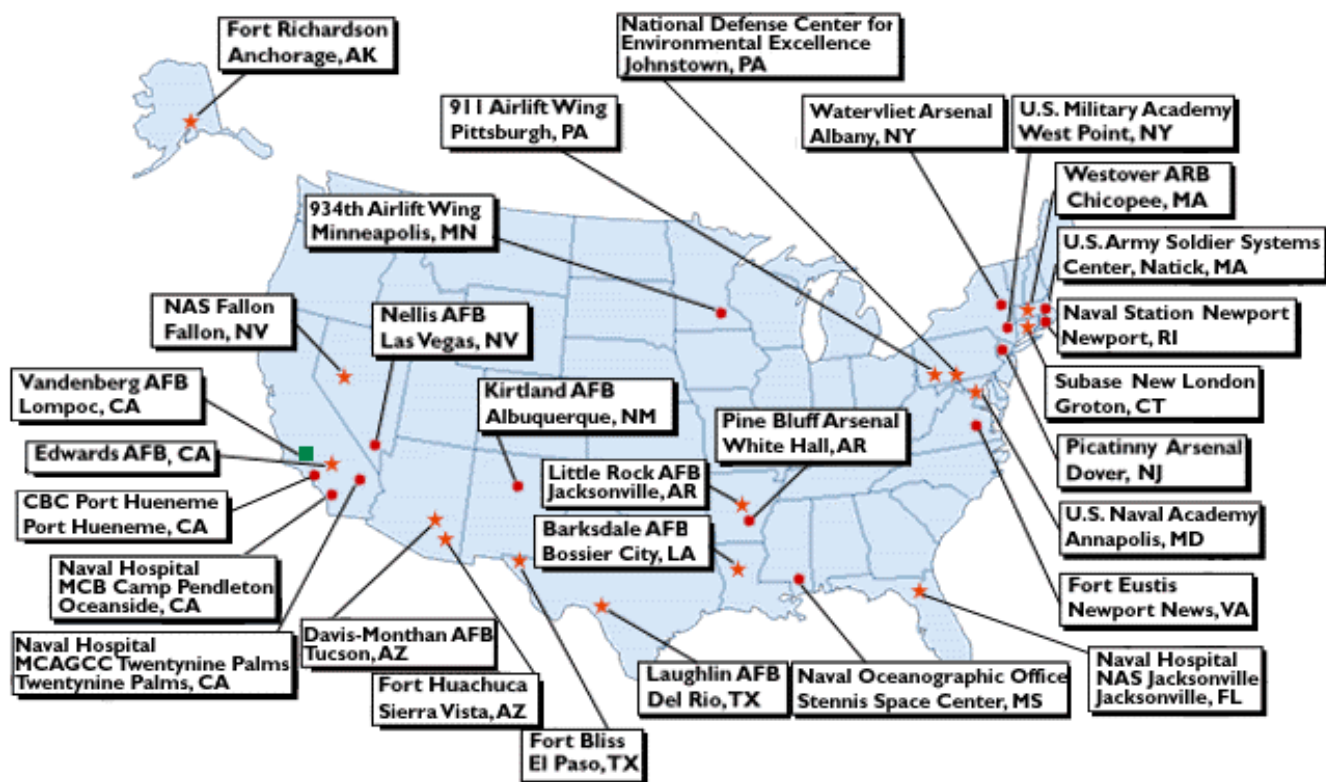 Fort Richardson
Anchorage, AK
National Defense Center for
Environmental Excellence
Johnstown, PA
911 Airlift Wing
Pittsburgh, PA
Watervliet Arsenal
Albany, NY
U.S. Military Academy
West Point, NY
Westover ARB
Chicopee, MA
934th Airlift Wing
Minneapolis, MN
U.S. Army Soldier Systems
Center, Natick, MA
NAS Fallon
Fallon, NV
Nellis AFB
Las Vegas, NV
Naval Station Newport
Newport, RI
Vandenberg AFB
Lompoc, CA
Kirtland AFB
Albuquerque, NM
Subase New London
Groton, CT
Pine Bluff Arsenal
White Hall, AR
Edwards AFB, CA
Picatinny Arsenal
Dover, NJ
Little Rock AFB
Jacksonville, AR
CBC Port Hueneme
Port Hueneme, CA
U.S. Naval Academy
Annapolis, MD
Barksdale AFB
Bossier City, LA
Naval Hospital
MCB Camp Pendleton
Oceanside, CA
Fort Eustis
Newport News, VA
Naval Hospital
MCAGCC Twentynine Palms
Twentynine Palms, CA
Davis-Monthan AFB
Tucson, AZ
Laughlin AFB
Del Rio, TX
Naval Oceanographic Office
Stennis Space Center, MS
Naval Hospital
NAS Jacksonville
Jacksonville, FL
Fort Huachuca
Sierra Vista, AZ
Fort Bliss
El Paso, TX